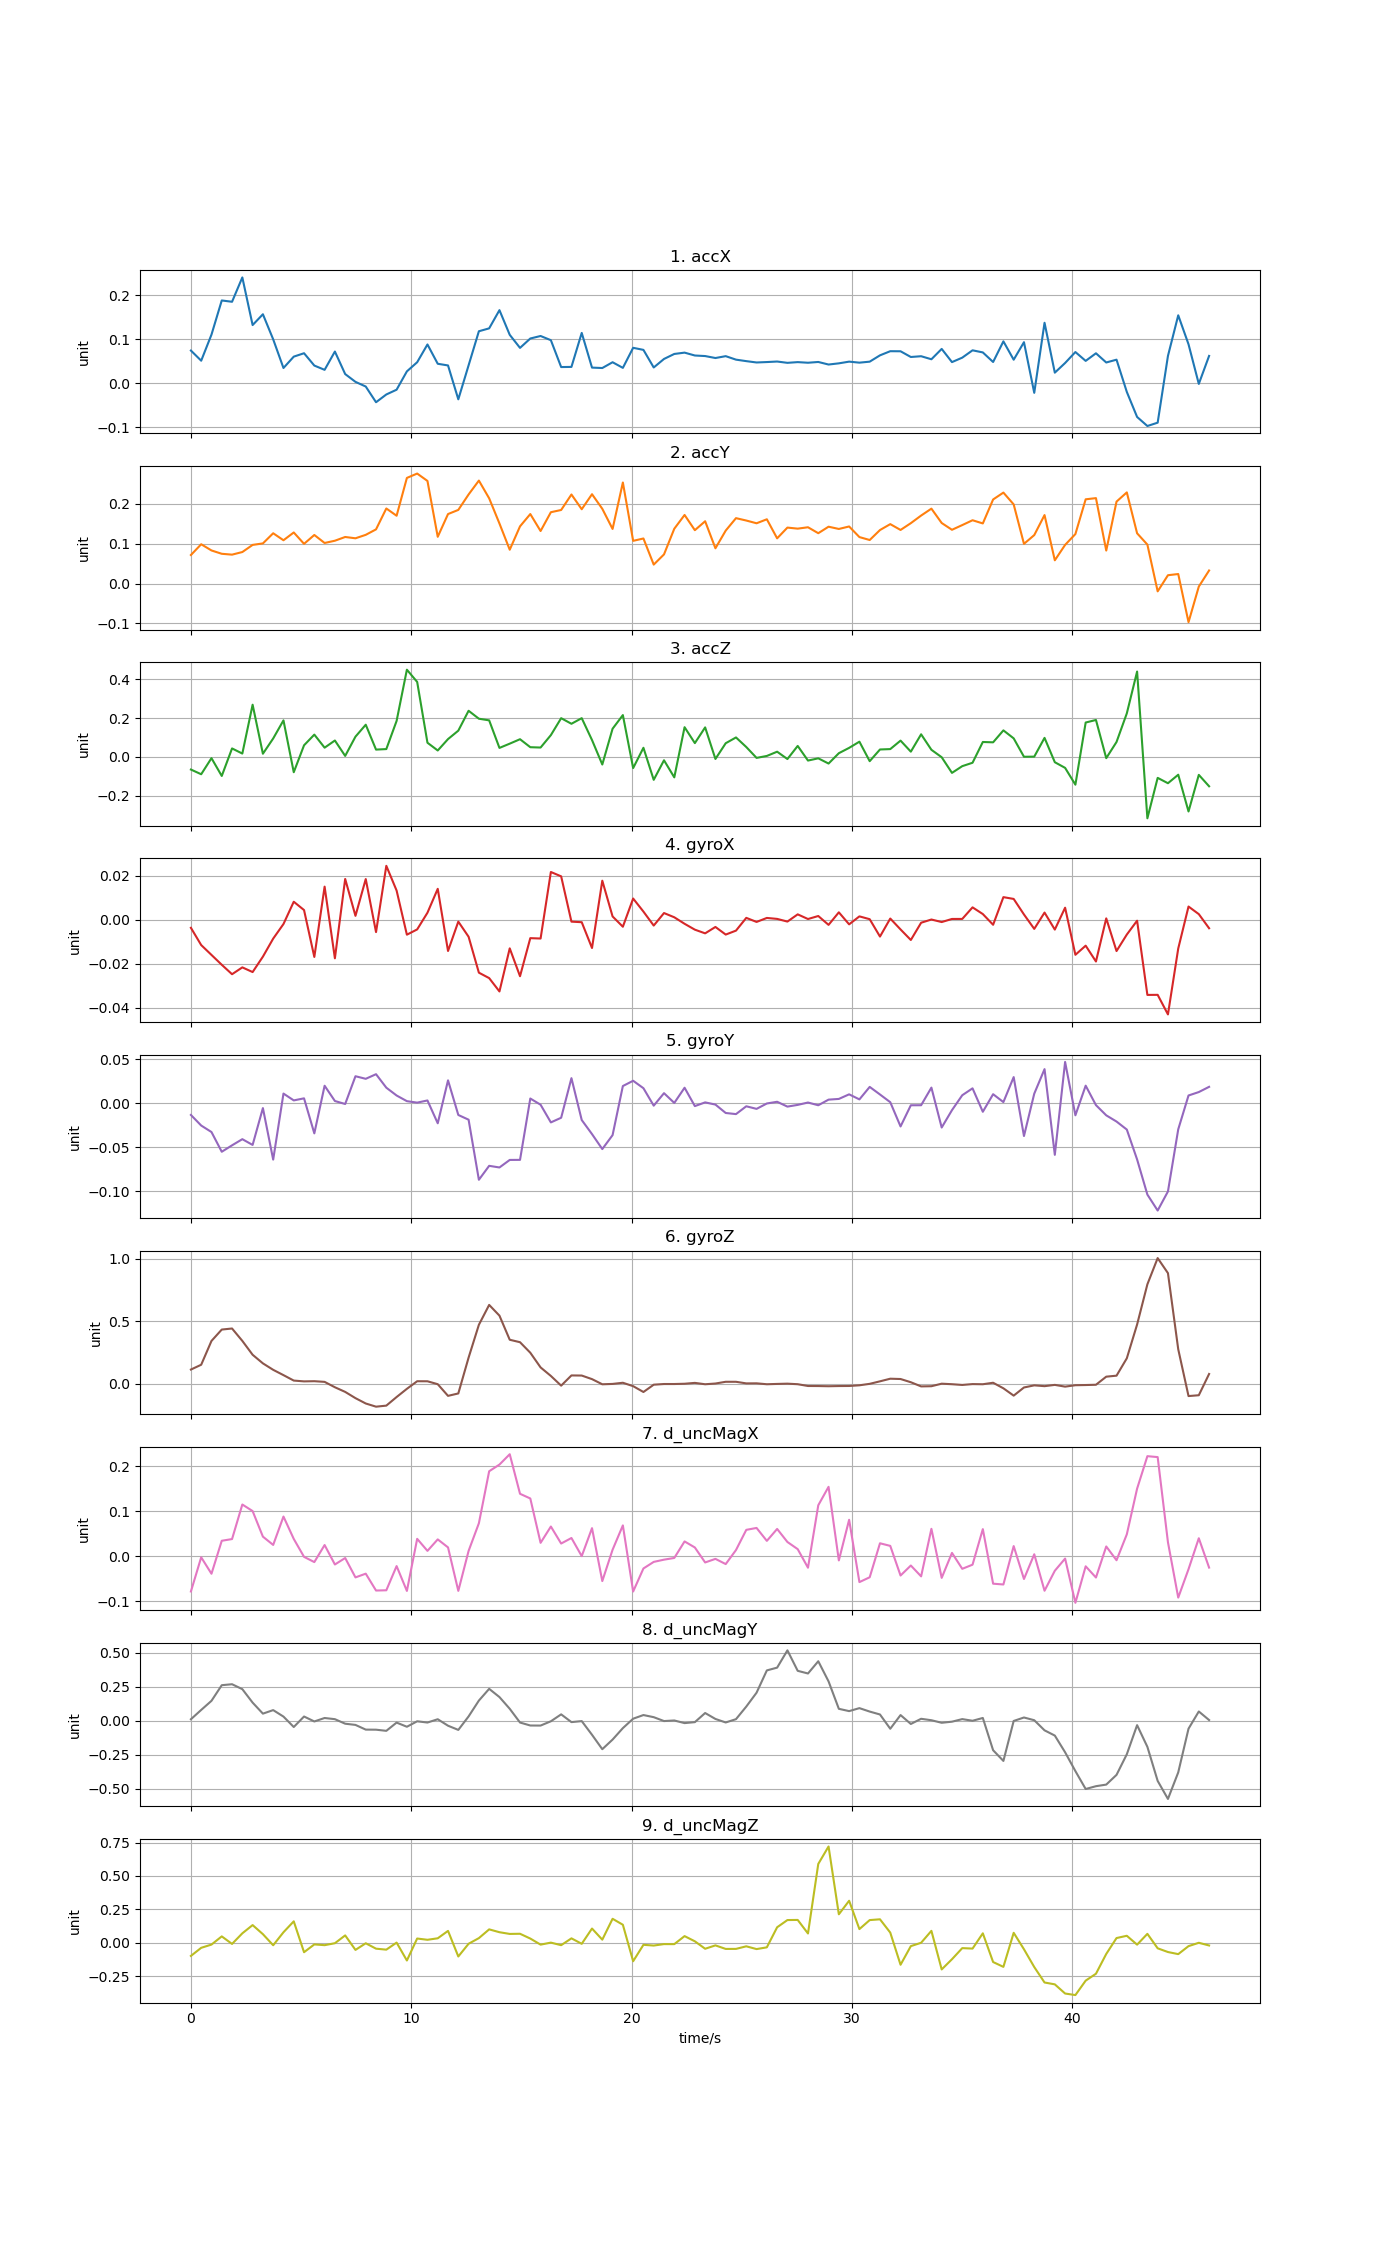 1. accX
0.2
0.1
0.0
−0.1
unit
2. accY
0.2
0.1
0.0
−0.1
unit
3. accZ
0.4
0.2
0.0
−0.2
unit
4. gyroX
0.02
0.00
−0.02
−0.04
unit
5. gyroY
0.05
0.00
−0.05
−0.10
unit
6. gyroZ
1.0
0.5
0.0
unit
7. d_uncMagX
0.2
0.1
0.0
−0.1
unit
8. d_uncMagY
0.50
0.25
0.00
−0.25
−0.50
unit
9. d_uncMagZ
0.75
0.50
0.25
0.00
−0.25
unit
0 10 20 30 40
time/s